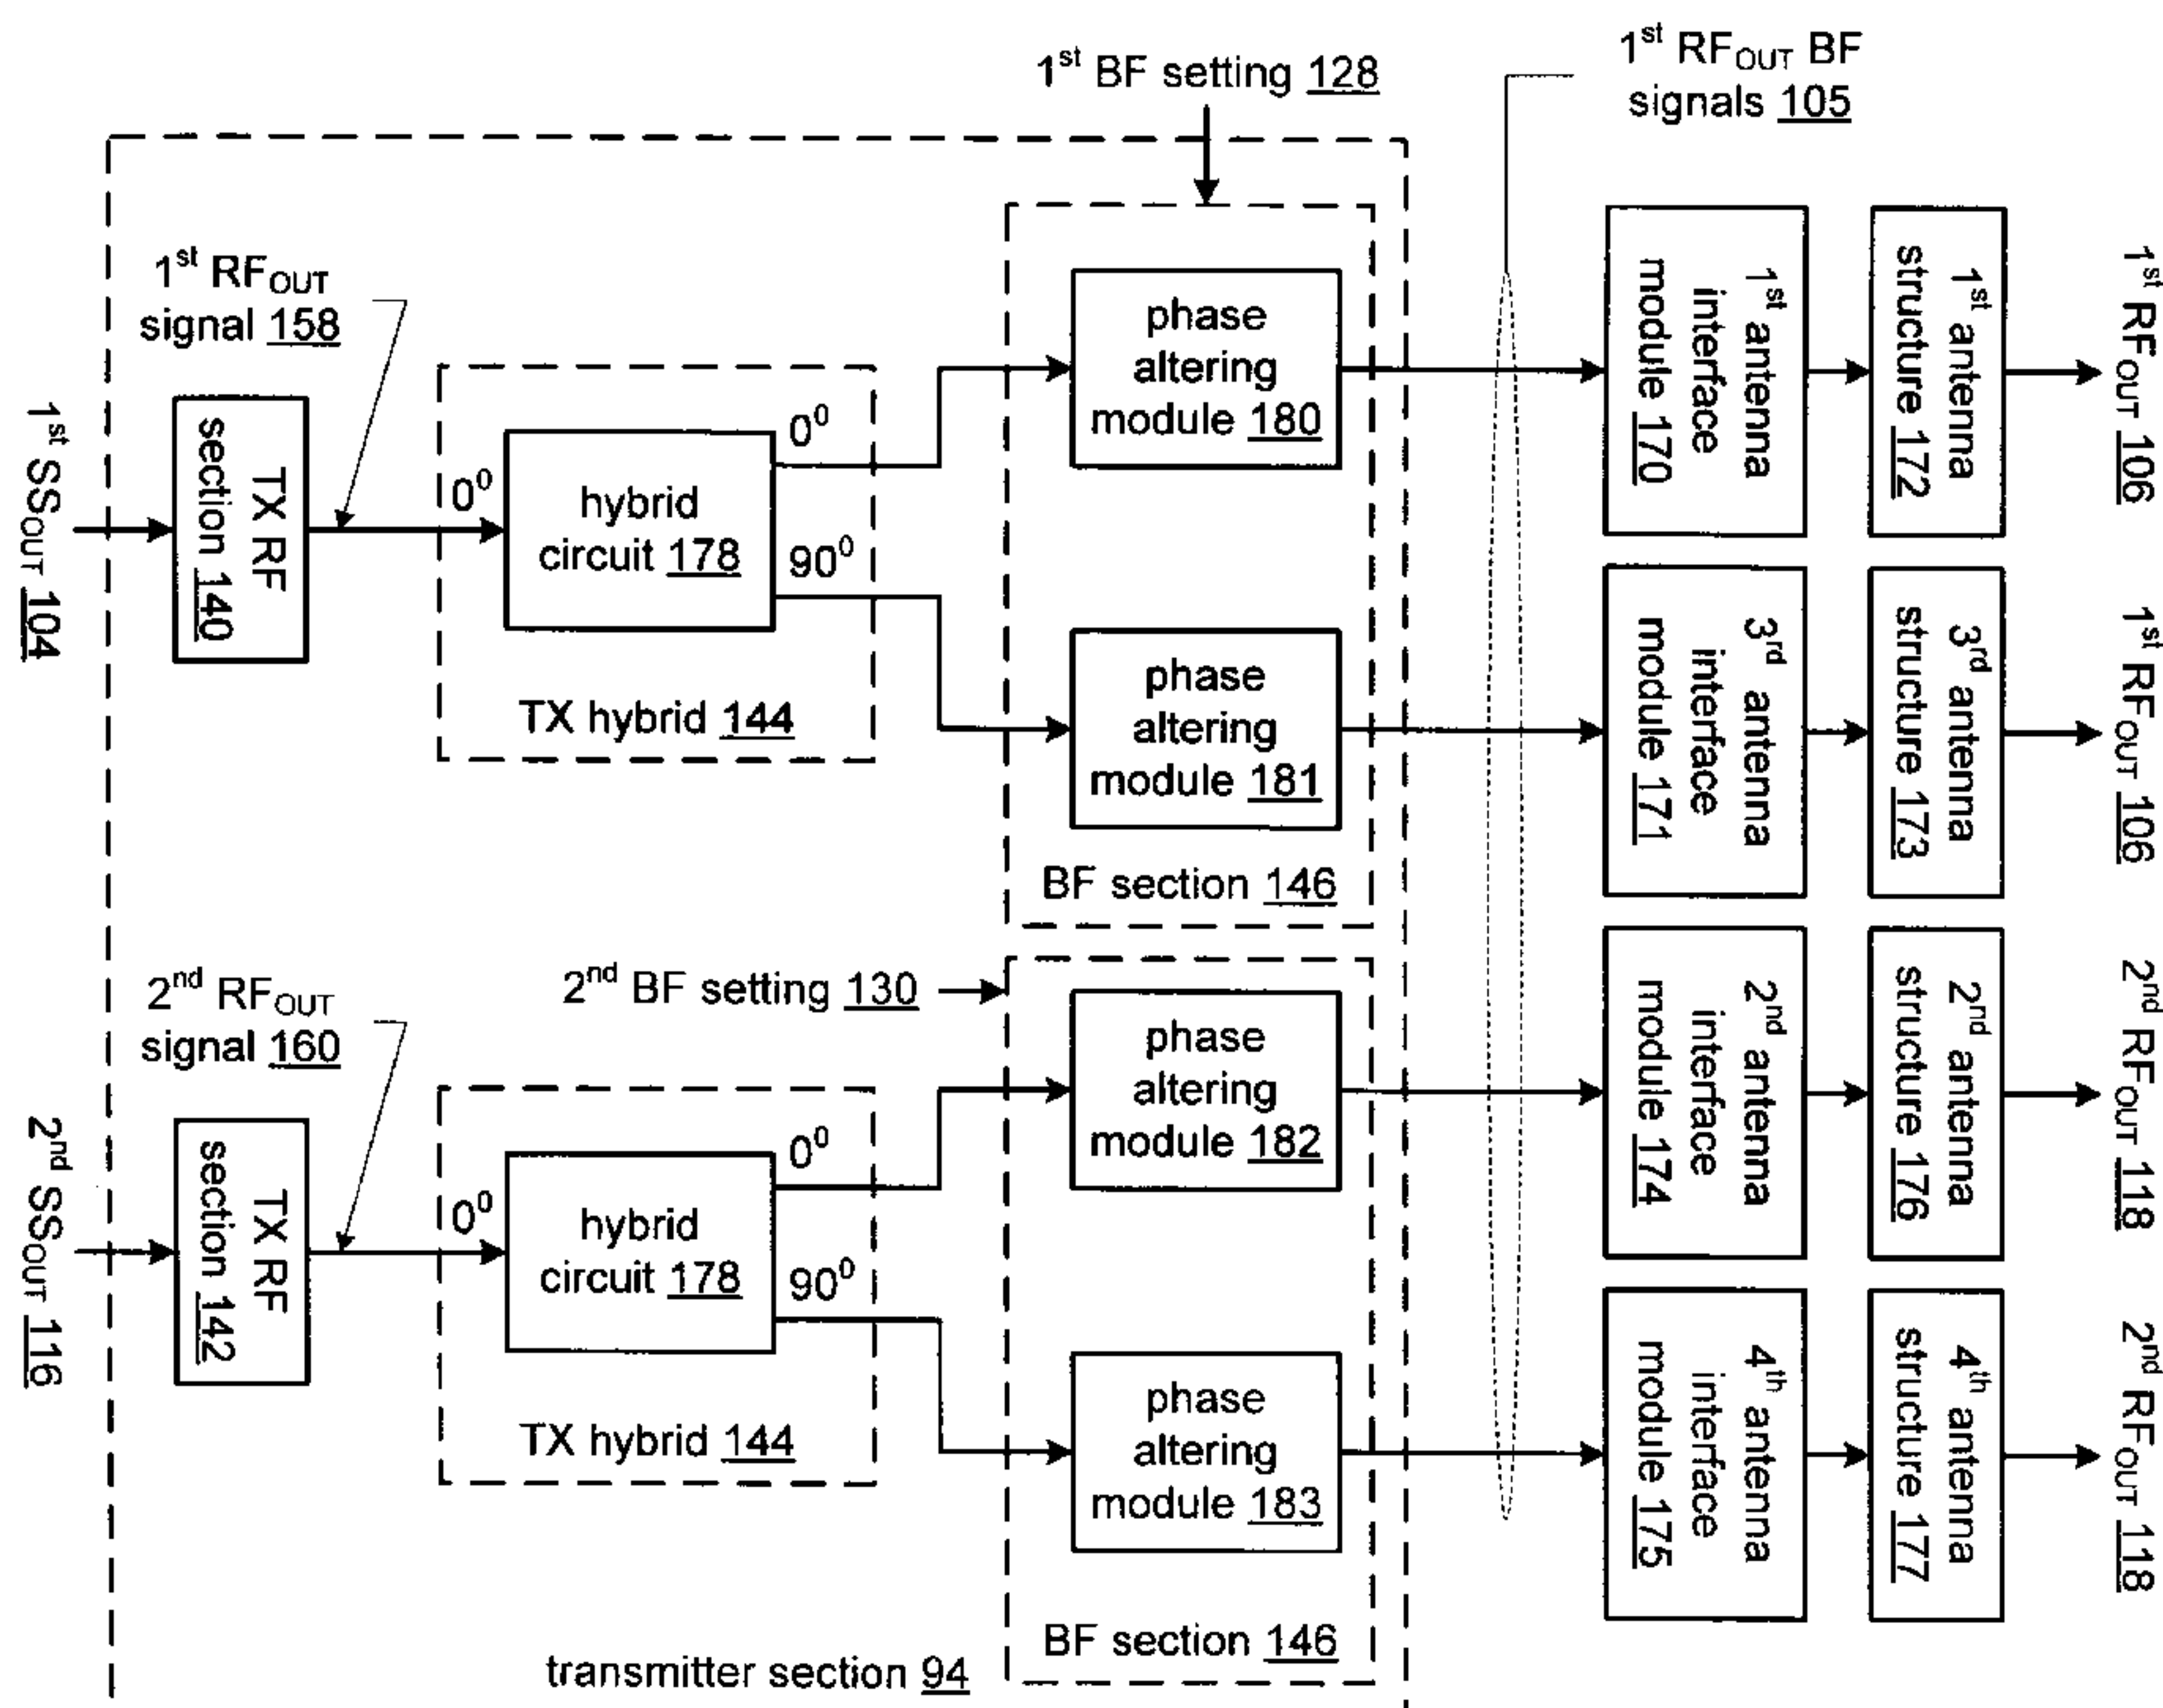 1st BF setting 128
1st RFOUT BF
signals 105
1st RFOUT
signal 158
1st SSOUT 104
TX RF
section 140
0⁰
hybrid
circuit 178
0⁰
90⁰
TX hybrid 144
phase
altering
module 180
phase
altering
module 181
BF section 146
1st antenna
interface
module 170
1st antenna
structure 172
1st RFOUT 106
3rd antenna
interface
module 171
3rd antenna
structure 173
1st RFOUT 106
2nd RFOUT
signal 160
2nd BF setting 130
2nd SSOUT 116
TX RF
section 142
0⁰
hybrid
circuit 178
0⁰
90⁰
TX hybrid 144
phase
altering
module 182
phase
altering
module 183
BF section 146
2nd antenna
interface
module 174
2nd antenna
structure 176
2nd RFOUT 118
4th antenna
interface
module 175
4th antenna
structure 177
2nd RFOUT 118
transmitter section 94